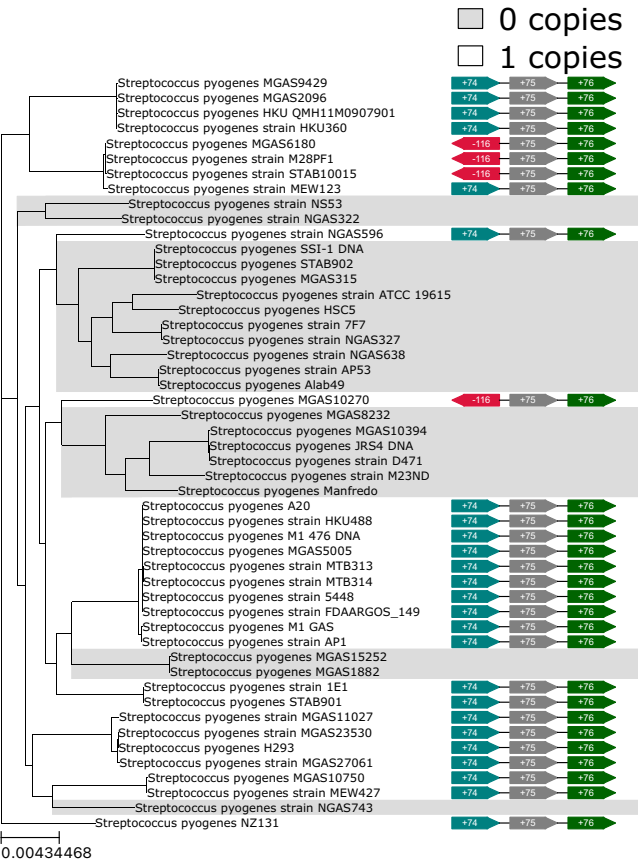 0 copies
1 copies
Streptococcus pyogenes MGAS9429 +74 +75 +76
Streptococcus pyogenes MGAS2096 +74 +75 +76
Streptococcus pyogenes HKU QMH11M0907901 +74 +75 +76
Streptococcus pyogenes strain HKU360 +74 +75 +76
Streptococcus pyogenes MGAS6180 -116 +75 +76
Streptococcus pyogenes strain M28PF1 -116 +75 +76
Streptococcus pyogenes strain STAB10015 -116 +75 +76
Streptococcus pyogenes strain MEW123 +74 +75 +76
Streptococcus pyogenes strain NS53
Streptococcus pyogenes strain NGAS322
Streptococcus pyogenes strain NGAS596 +74 +75 +76
Streptococcus pyogenes SSI-1 DNA
Streptococcus pyogenes STAB902
Streptococcus pyogenes MGAS315
Streptococcus pyogenes strain ATCC 19615
Streptococcus pyogenes HSC5
Streptococcus pyogenes strain 7F7
Streptococcus pyogenes strain NGAS327
Streptococcus pyogenes strain NGAS638
Streptococcus pyogenes strain AP53
Streptococcus pyogenes Alab49
Streptococcus pyogenes MGAS10270 -116 +75 +76
Streptococcus pyogenes MGAS8232
Streptococcus pyogenes MGAS10394
Streptococcus pyogenes JRS4 DNA
Streptococcus pyogenes strain D471
Streptococcus pyogenes strain M23ND
Streptococcus pyogenes Manfredo
Streptococcus pyogenes A20 +74 +75 +76
Streptococcus pyogenes strain HKU488 +74 +75 +76
Streptococcus pyogenes M1 476 DNA +74 +75 +76
Streptococcus pyogenes MGAS5005 +74 +75 +76
Streptococcus pyogenes strain MTB313 +74 +75 +76
Streptococcus pyogenes strain MTB314 +74 +75 +76
Streptococcus pyogenes strain 5448 +74 +75 +76
Streptococcus pyogenes strain FDAARGOS_149 +74 +75 +76
Streptococcus pyogenes M1 GAS +74 +75 +76
Streptococcus pyogenes strain AP1 +74 +75 +76
Streptococcus pyogenes MGAS15252
Streptococcus pyogenes MGAS1882
Streptococcus pyogenes strain 1E1 +74 +75 +76
Streptococcus pyogenes STAB901 +74 +75 +76
Streptococcus pyogenes strain MGAS11027 +74 +75 +76
Streptococcus pyogenes strain MGAS23530 +74 +75 +76
Streptococcus pyogenes H293 +74 +75 +76
Streptococcus pyogenes strain MGAS27061 +74 +75 +76
Streptococcus pyogenes MGAS10750 +74 +75 +76
Streptococcus pyogenes strain MEW427 +74 +75 +76
Streptococcus pyogenes strain NGAS743
Streptococcus pyogenes NZ131 +74 +75 +76
0.00434468